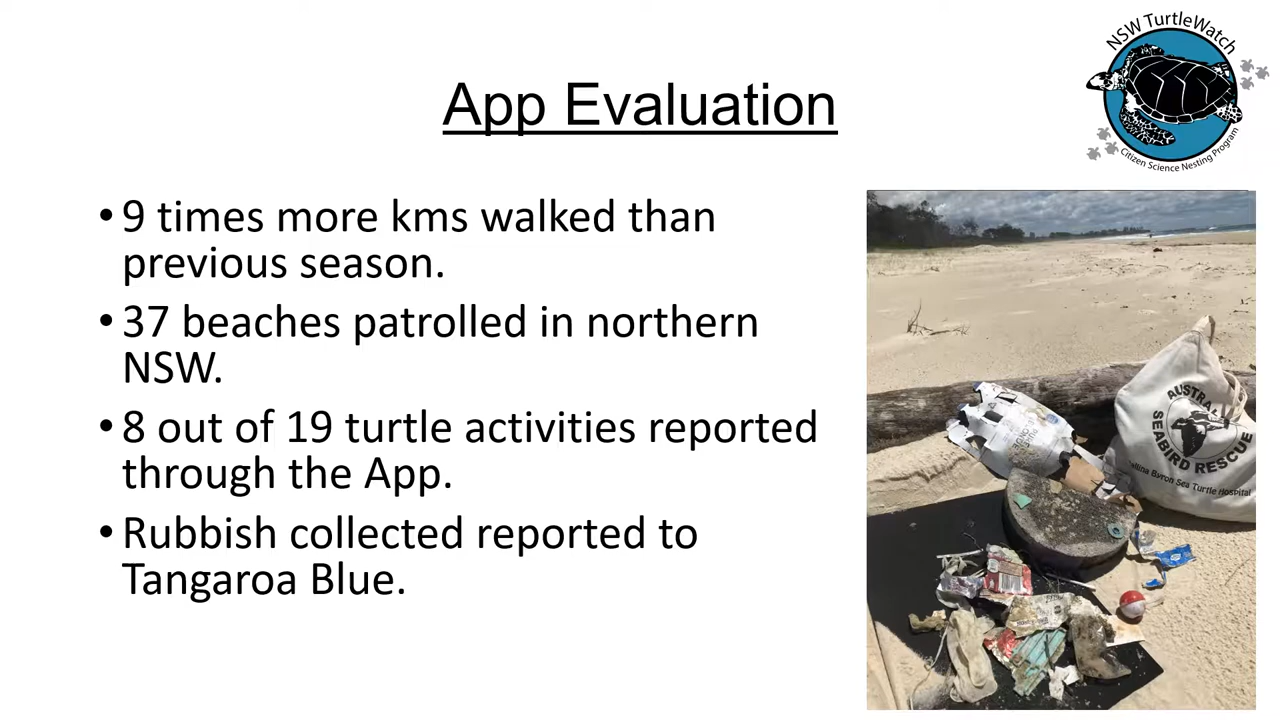 NSW TurtleWatch
Citizen Science Nesting Program
App Evaluation
• 9 times more kms walked than
previous season.
• 37 beaches patrolled in northern
NSW.
• 8 out of 19 turtle activities reported
through the App.
• Rubbish collected reported to
Tangaroa Blue.
AUSTRAL
SEABIRD RESCUE
allina Byron Sea Turtle Hospital